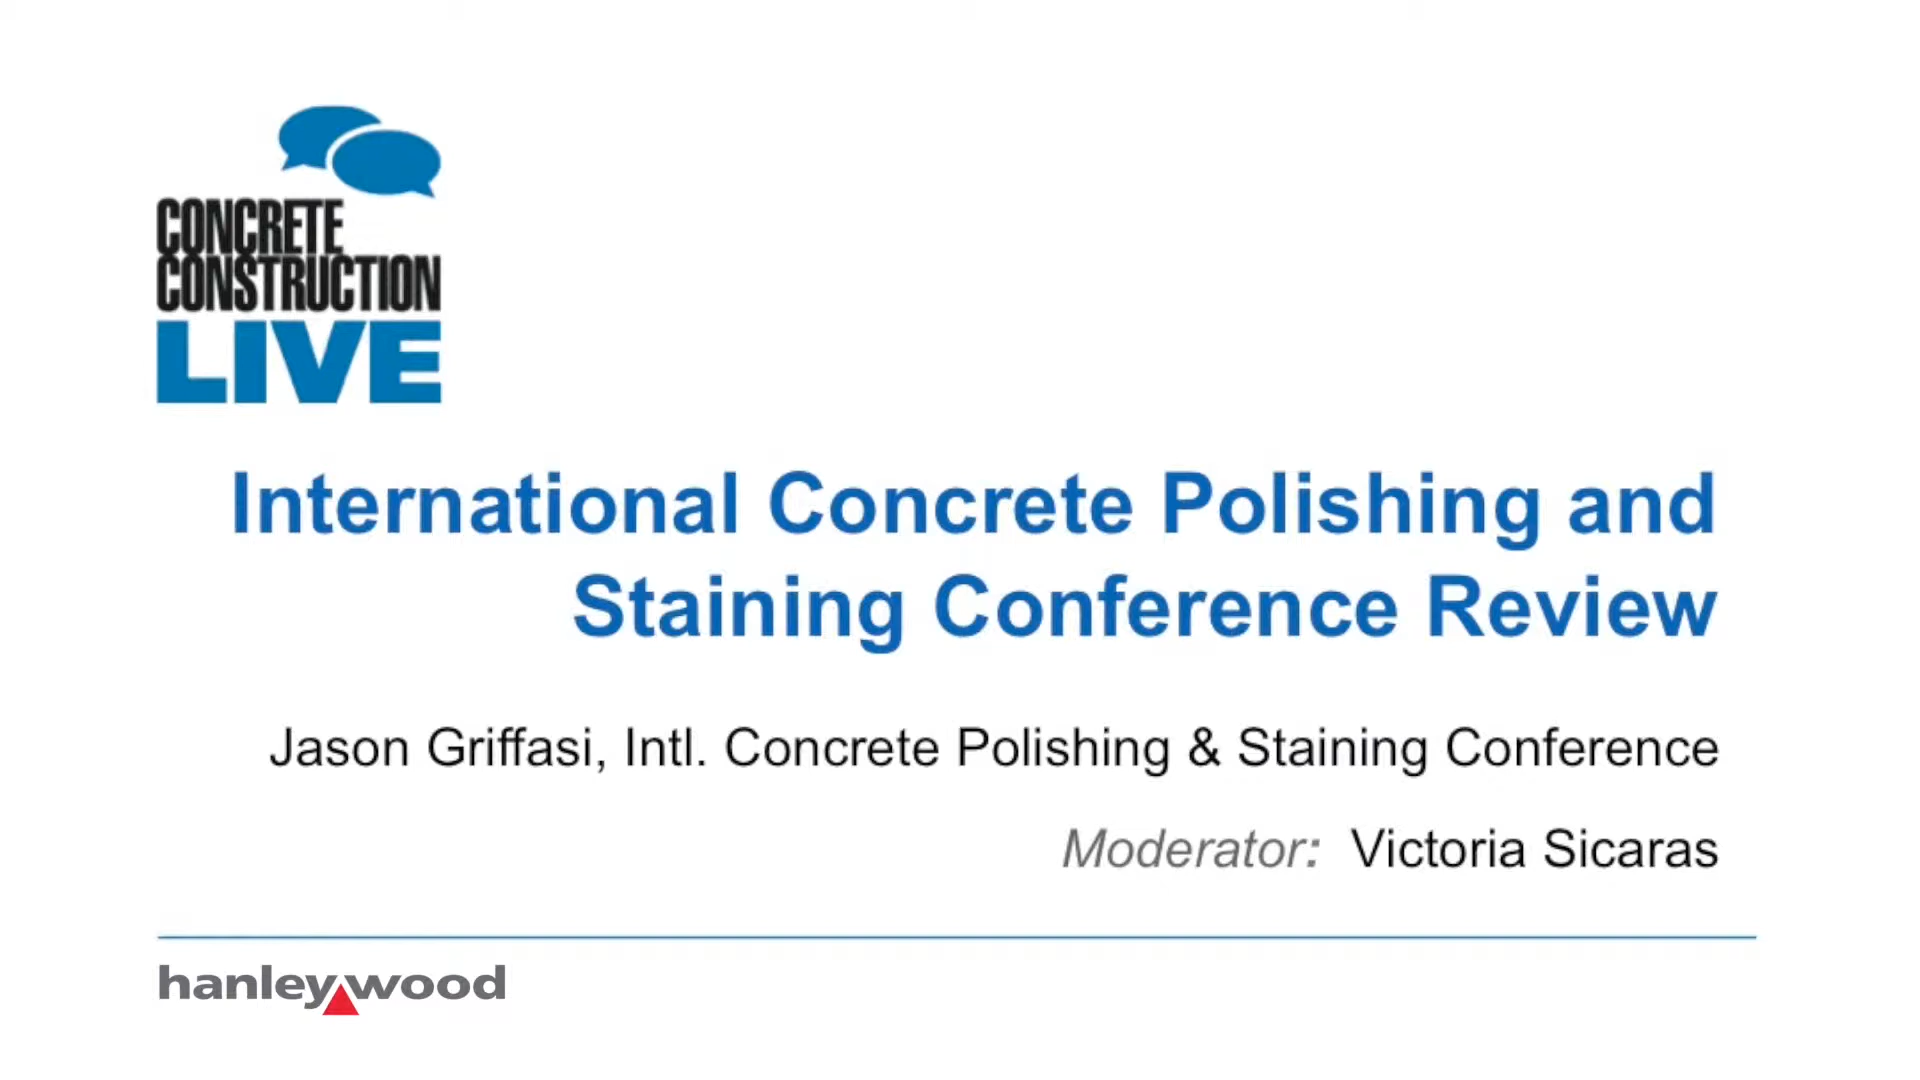 CONCRETE
CONSTRUCTION
LIVE
International Concrete Polishing and
Staining Conference Review
Jason Griffasi, Intl. Concrete Polishing & Staining Conference
Moderator: Victoria Sicaras
hanleywood